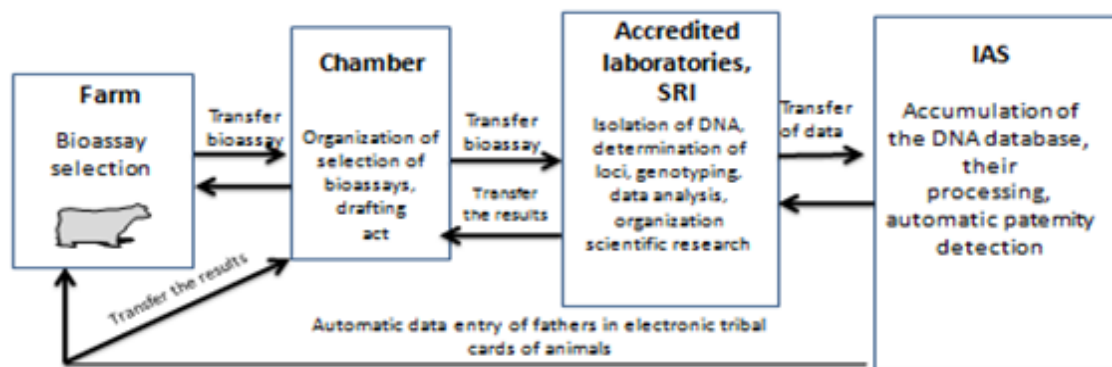 Farm
Bioassay
selection
Transfer
bioassay
Chamber
Organization of
selection of
bioassays,
drafting
act
Transfer
bioassay
Transfer
the results
Accredited
laboratories,
SRI
Isolation of DNA,
determination of
loci, genotyping,
data analysis,
organization
scientific research
Transfer
of data
IAS
Accumulation of
the DNA database,
their
processing,
automatic paternity
detection
Transfer the results
Automatic data entry of fathers in electronic tribal
cards of animals